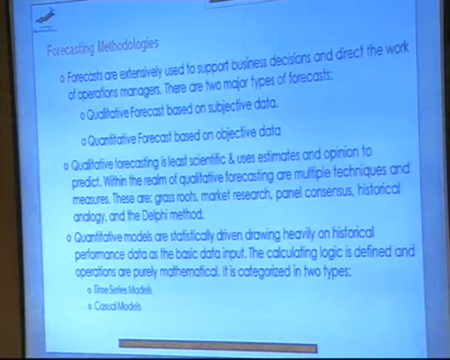 Forecasting Methodologies
o Forecasts are extensively used to support business decisions and direct the work
of operations managers. There are two major types of forecasts:
o Qualitative Forecast based on subjective data.
o Quantitative Forecast based on objective data
o Qualitative forecasting is least scientific & uses estimates and opinion to
predict. Within the realm of qualitative forecasting are multiple techniques and
measures. These are: grass roots, market research, panel consensus, historical
analogy, and the Delphi method.
o Quantitative models are statistically driven drawing heavily on historical
performance data as the basic data input. The calculating logic is defined and
operations are purely mathematical. It is categorized in two types:
o Time Series Models
o Casual Models